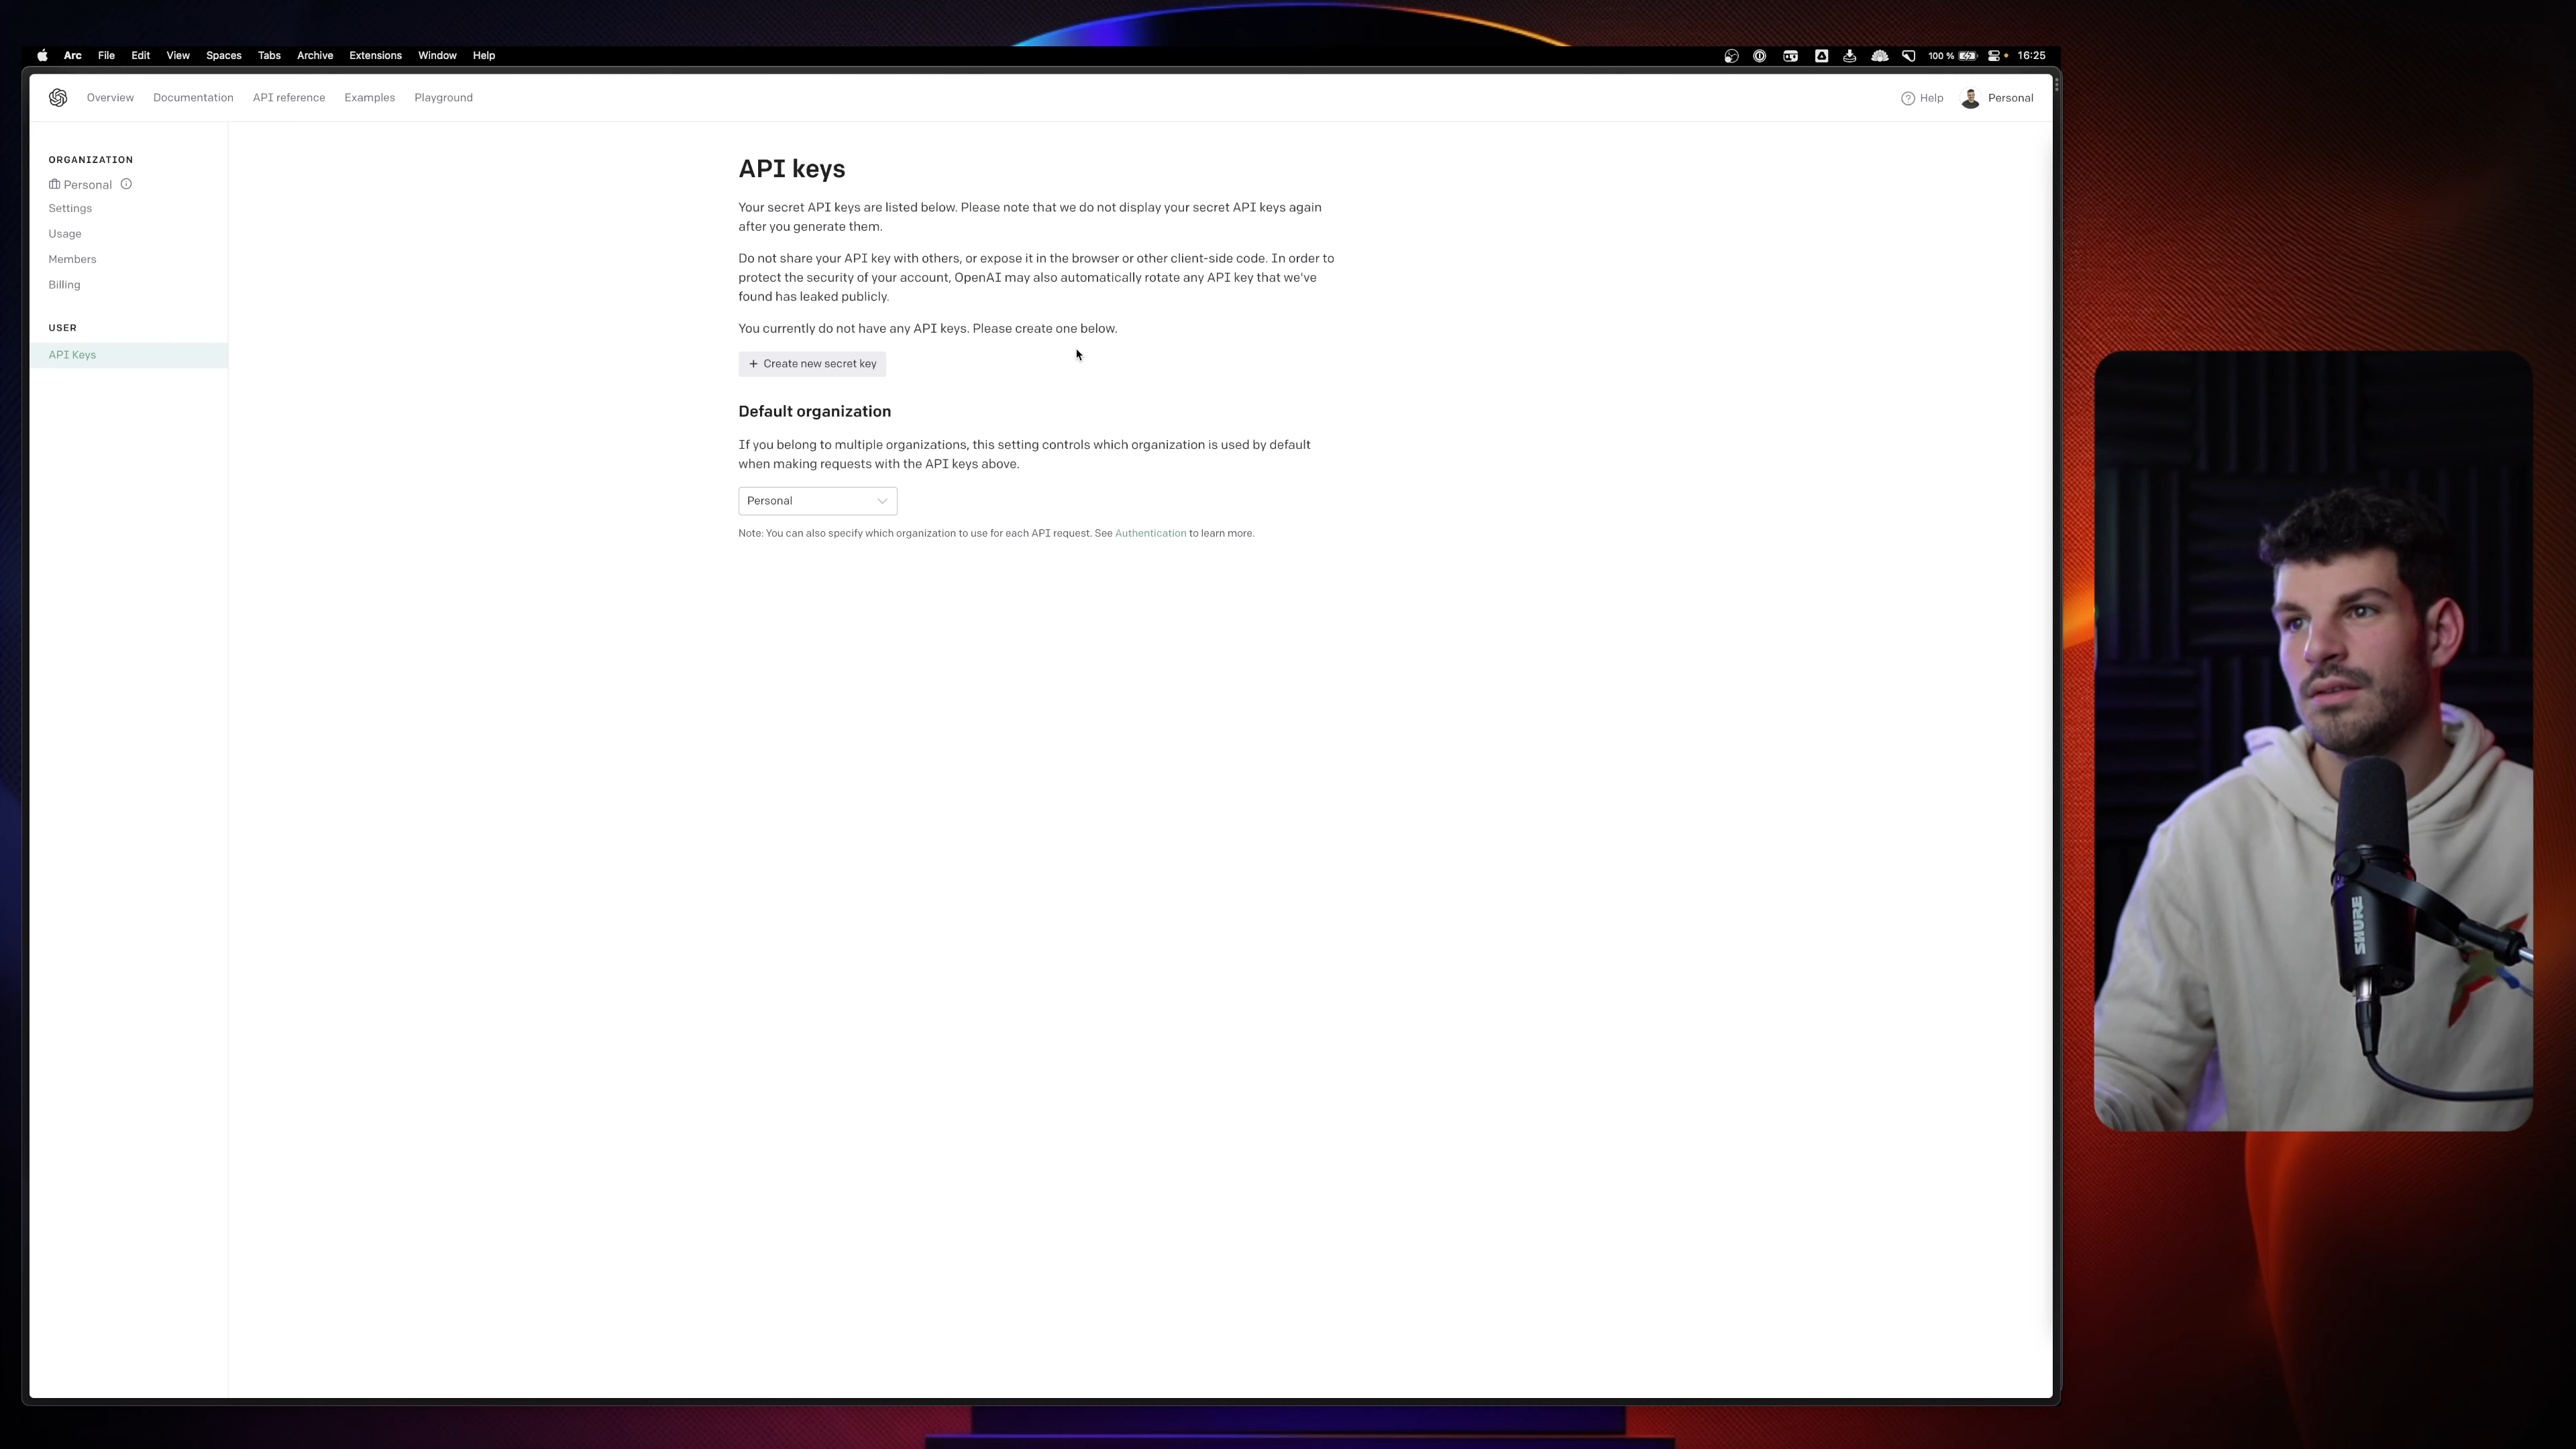 Arc File Edit View Spaces Tabs Archive Extensions Window Help
100 % 16:25
Overview Documentation API reference Examples Playground
Help Personal
ORGANIZATION
Personal
Settings
Usage
Members
Billing
USER
API Keys
API keys
Your secret API keys are listed below. Please note that we do not display your secret API keys again
after you generate them.
Do not share your API key with others, or expose it in the browser or other client-side code. In order to
protect the security of your account, OpenAI may also automatically rotate any API key that we've
found has leaked publicly.
You currently do not have any API keys. Please create one below.
+ Create new secret key
Default organization
If you belong to multiple organizations, this setting controls which organization is used by default
when making requests with the API keys above.
Personal
Note: You can also specify which organization to use for each API request. See Authentication to learn more.
SHURE